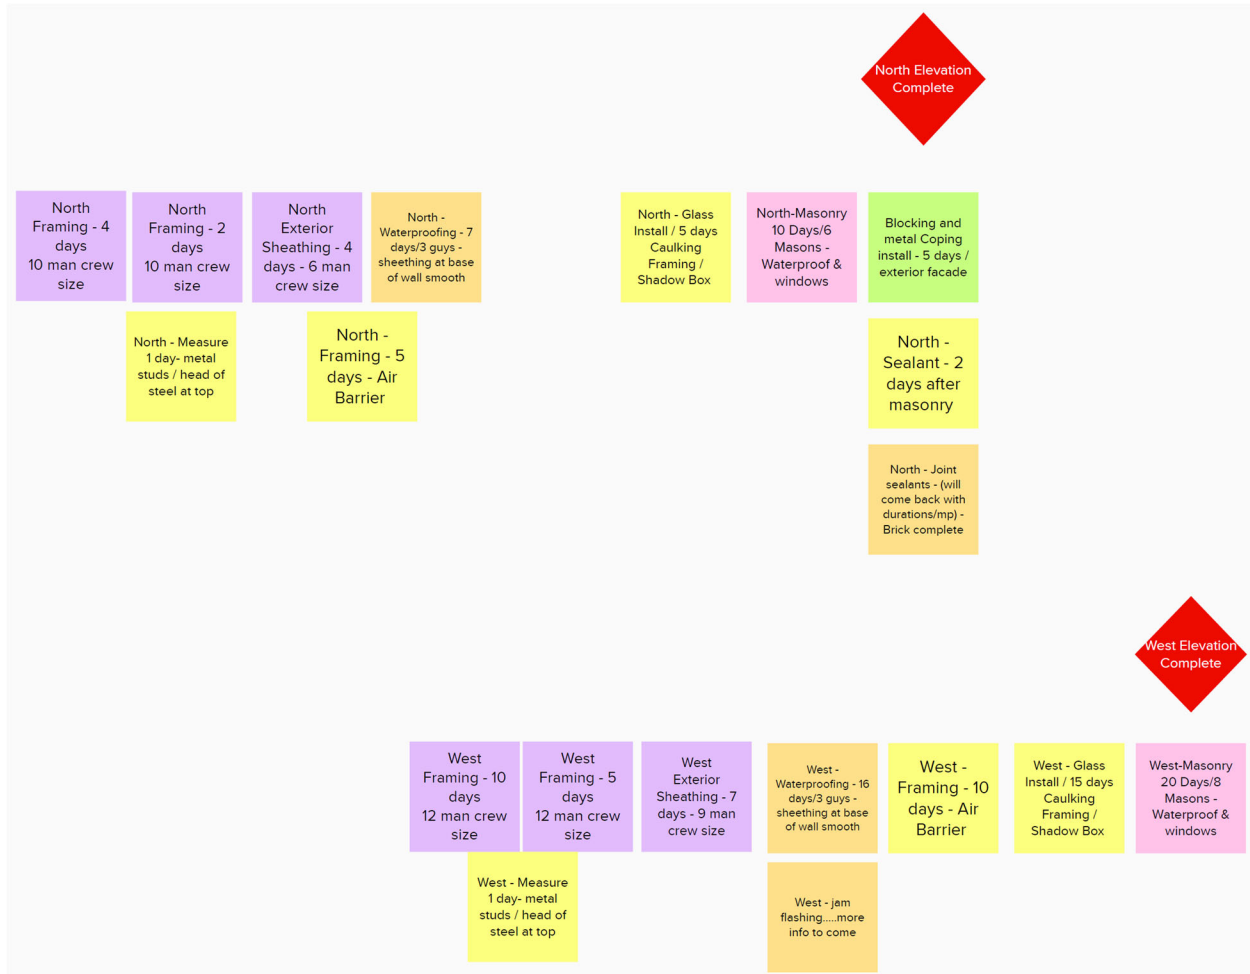 North Elevation
Complete
North
Framing - 4
days
10 man crew
size
North
Framing - 2
days
10 man crew
size
North
Exterior
Sheathing - 4
days - 6 man
crew size
North -
Waterproofing - 7
days/3 guys -
sheething at base
of wall smooth
North - Glass
Install / 5 days
Caulking
Framing /
Shadow Box
North-Masonry
10 Days/6
Masons -
Waterproof &
windows
Blocking and
metal Coping
install - 5 days /
exterior facade
North - Measure
1 day- metal
studs / head of
steel at top
North -
Framing - 5
days - Air
Barrier
North -
Sealant - 2
days after
masonry
North - Joint
sealants - (will
come back with
durations/mp) -
Brick complete
West Elevation
Complete
West
Framing - 10
days
12 man crew
size
West
Framing - 5
days
12 man crew
size
West
Exterior
Sheathing - 7
days - 9 man
crew size
West -
Waterproofing - 16
days/3 guys -
sheething at base
of wall smooth
West -
Framing - 10
days - Air
Barrier
West - Glass
Install / 15 days
Caulking
Framing /
Shadow Box
West-Masonry
20 Days/8
Masons -
Waterproof &
windows
West - Measure
1 day- metal
studs / head of
steel at top
West - jam
flashing.....more
info to come